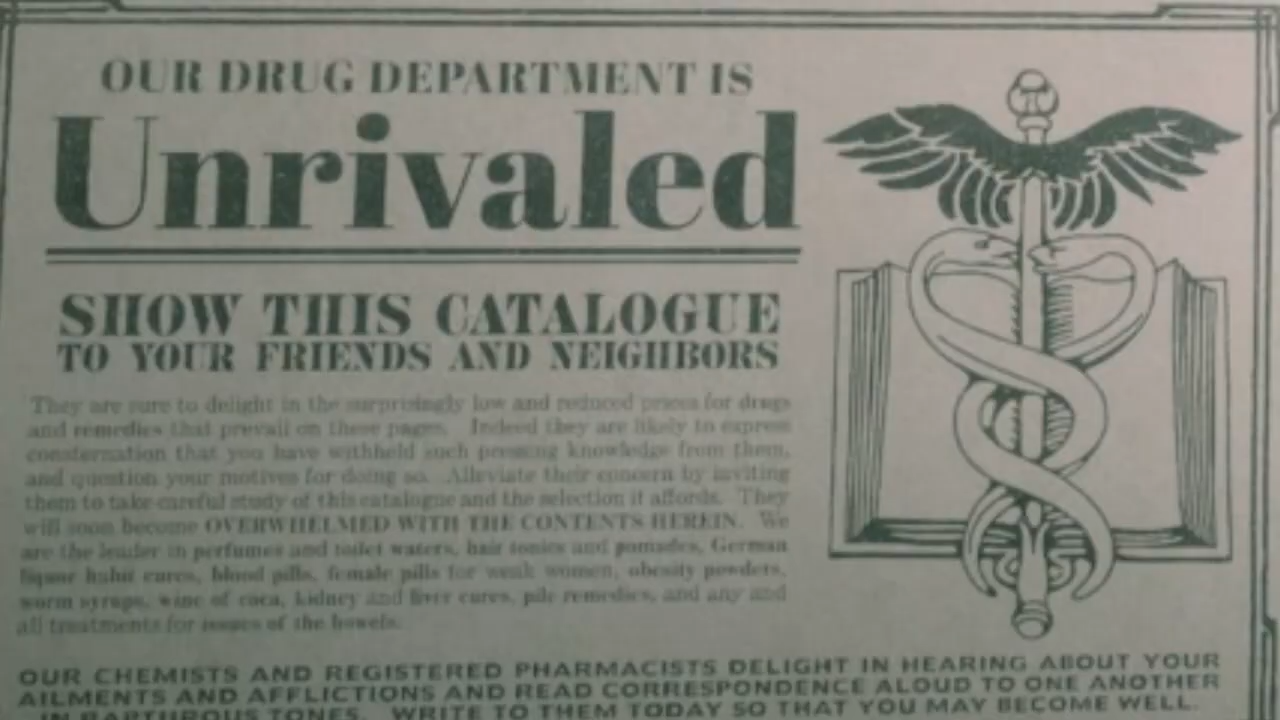 OUR DRUG DEPARTMENT IS
Unrivaled
SHOW THIS CATALOGUE
TO YOUR FRIENDS AND NEIGHBORS
They are sure to delight in the surprisingly low and reduced prices for drugs
and remedies that prevail on these pages. Indeed they are likely to express
consternation that you have withheld such pressing knowledge from them,
and question your motives for doing so. Alleviate their concern by inviting
them to take careful study of this catalogue and the selection it affords. They
will soon become OVERWHELMED WITH THE CONTENTS HEREIN. We
are the leader in perfumes and toilet waters, hair tonics and pomades, German
liquor habit cures, blood pills, female pills for weak women, obesity powders,
worm syrups, wine of coca, kidney and liver cures, pile remedies, and any and
all treatments for issues of the bowels.
OUR CHEMISTS AND REGISTERED PHARMACISTS DELIGHT IN HEARING ABOUT YOUR
AILMENTS AND AFFLICTIONS AND READ CORRESPONDENCE ALOUD TO ONE ANOTHER
IN RAPTUROUS TONES. WRITE TO THEM TODAY SO THAT YOU MAY BECOME WELL.